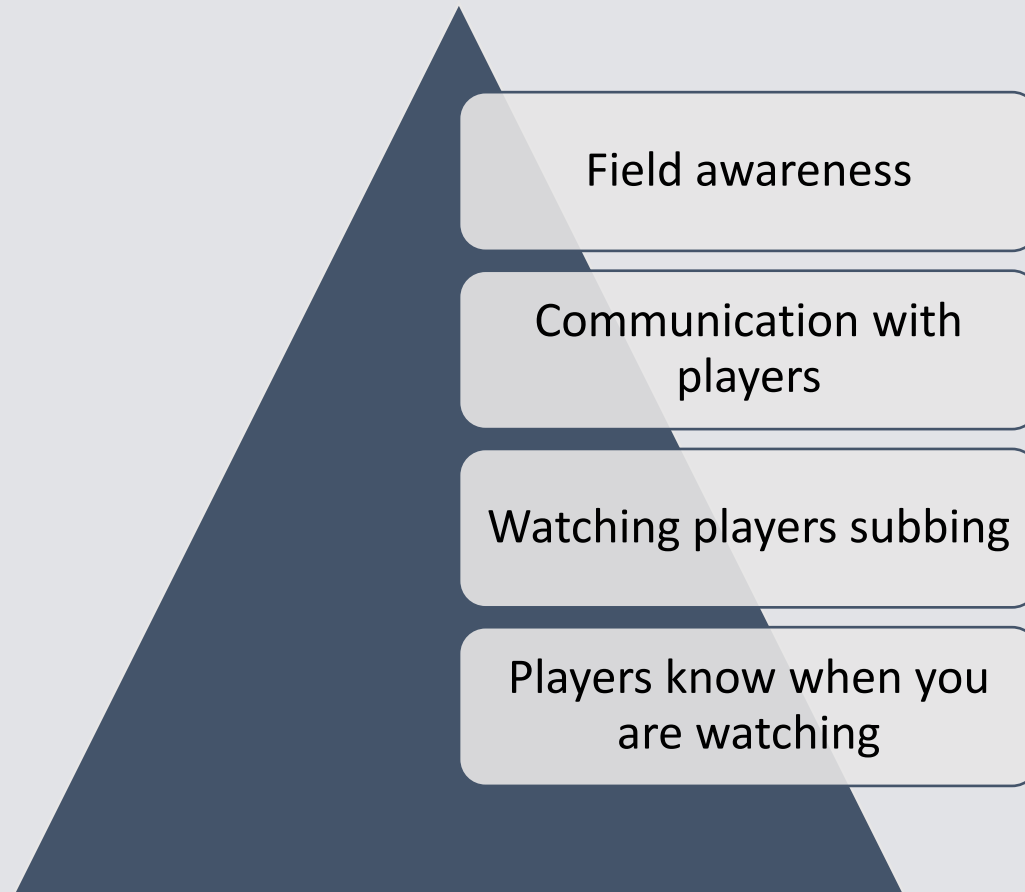 Field awareness
Communication with
players
Watching players subbing
Players know when you
are watching